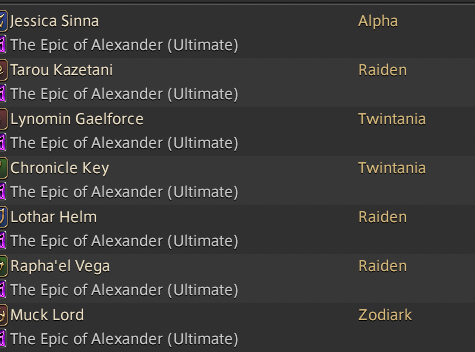 Jessica Sinna Alpha
The Epic of Alexander (Ultimate)
Tarou Kazetani Raiden
The Epic of Alexander (Ultimate)
Lynomin Gaelforce Twintania
The Epic of Alexander (Ultimate)
Chronicle Key Twintania
The Epic of Alexander (Ultimate)
Lothar Helm Raiden
The Epic of Alexander (Ultimate)
Rapha'el Vega Raiden
The Epic of Alexander (Ultimate)
Muck Lord Zodiark
The Epic of Alexander (Ultimate)